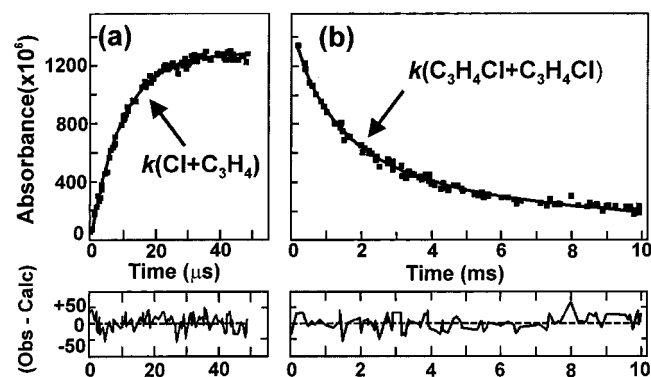 (a)
(b)
Absorbance(x10⁶)
1200
800
400
0
k(Cl+C₃H₄)
k(C₃H₄Cl+C₃H₄Cl)
0 20 40
0 2 4 6 8 10
Time (μs)
Time (ms)
(Obs - Calc)
+50
0
-50
0 20 40
0 2 4 6 8 10